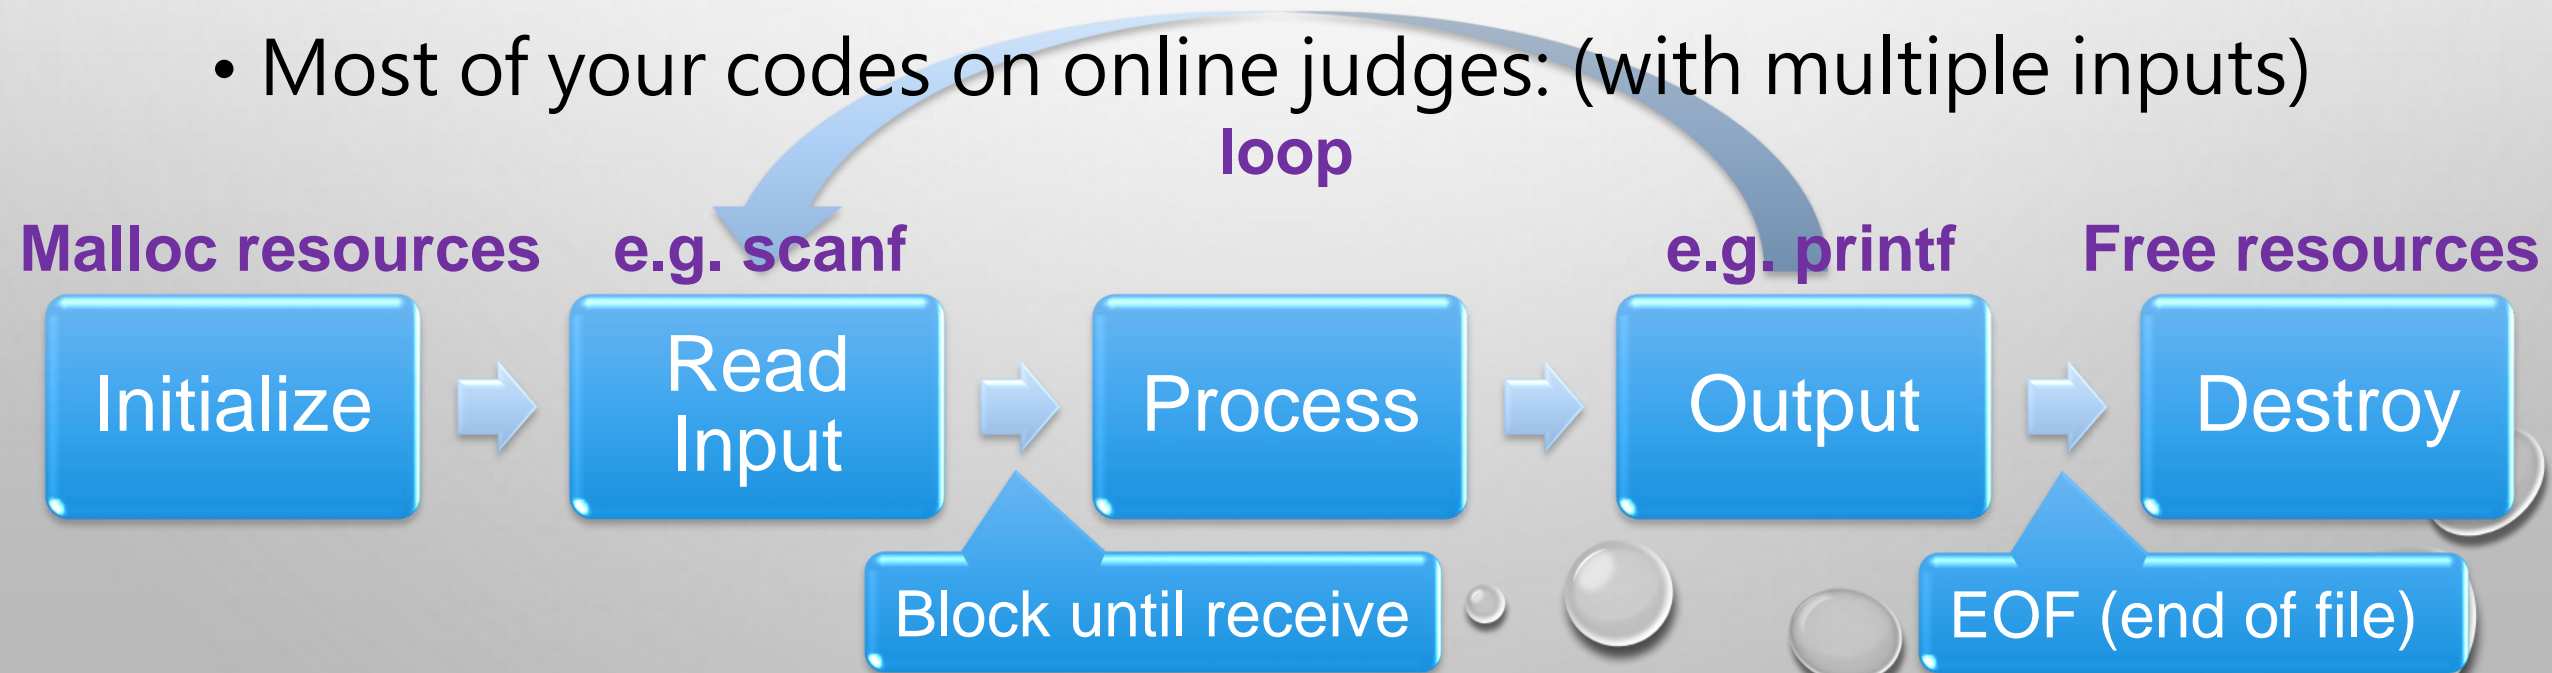 • Most of your codes on online judges: (with multiple inputs)
loop
Malloc resources
e.g. scanf
e.g. printf
Free resources
Initialize
Read
Input
Process
Output
Destroy
Block until receive
EOF (end of file)